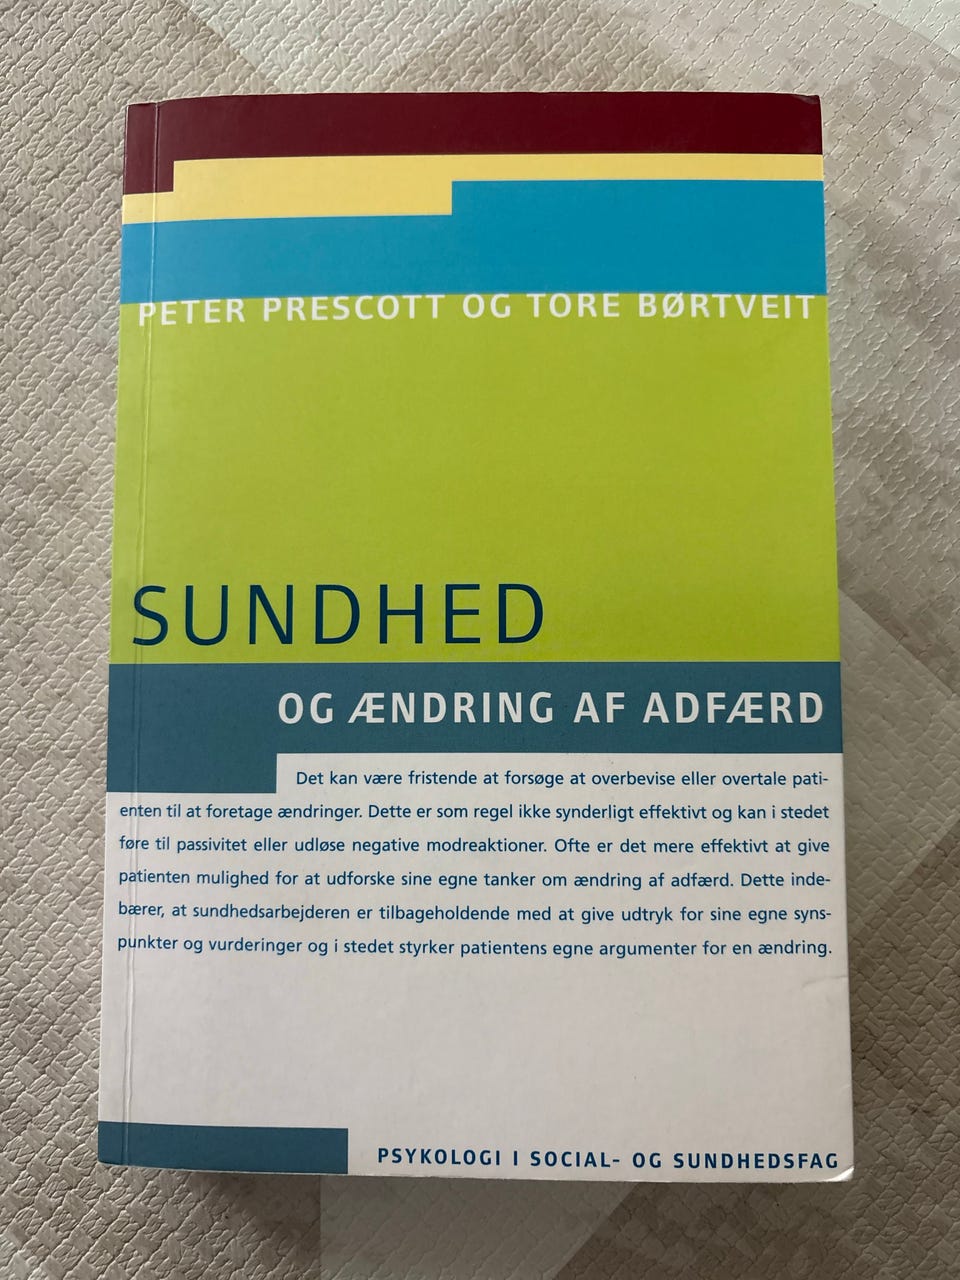 PETER PRESCOTT OG TORE BØRTVEIT
SUNDHED
OG ÆNDRING AF ADFÆRD
Det kan være fristende at forsøge at overbevise eller overtale pati-
enten til at foretage ændringer. Dette er som regel ikke synderligt effektivt og kan i stedet
føre til passivitet eller udløse negative modreaktioner. Ofte er det mere effektivt at give
patienten mulighed for at udforske sine egne tanker om ændring af adfærd. Dette inde-
bærer, at sundhedsarbejderen er tilbageholdende med at give udtryk for sine egne syns-
punkter og vurderinger og i stedet styrker patientens egne argumenter for en ændring.
PSYKOLOGI I SOCIAL- OG SUNDHEDSFAG